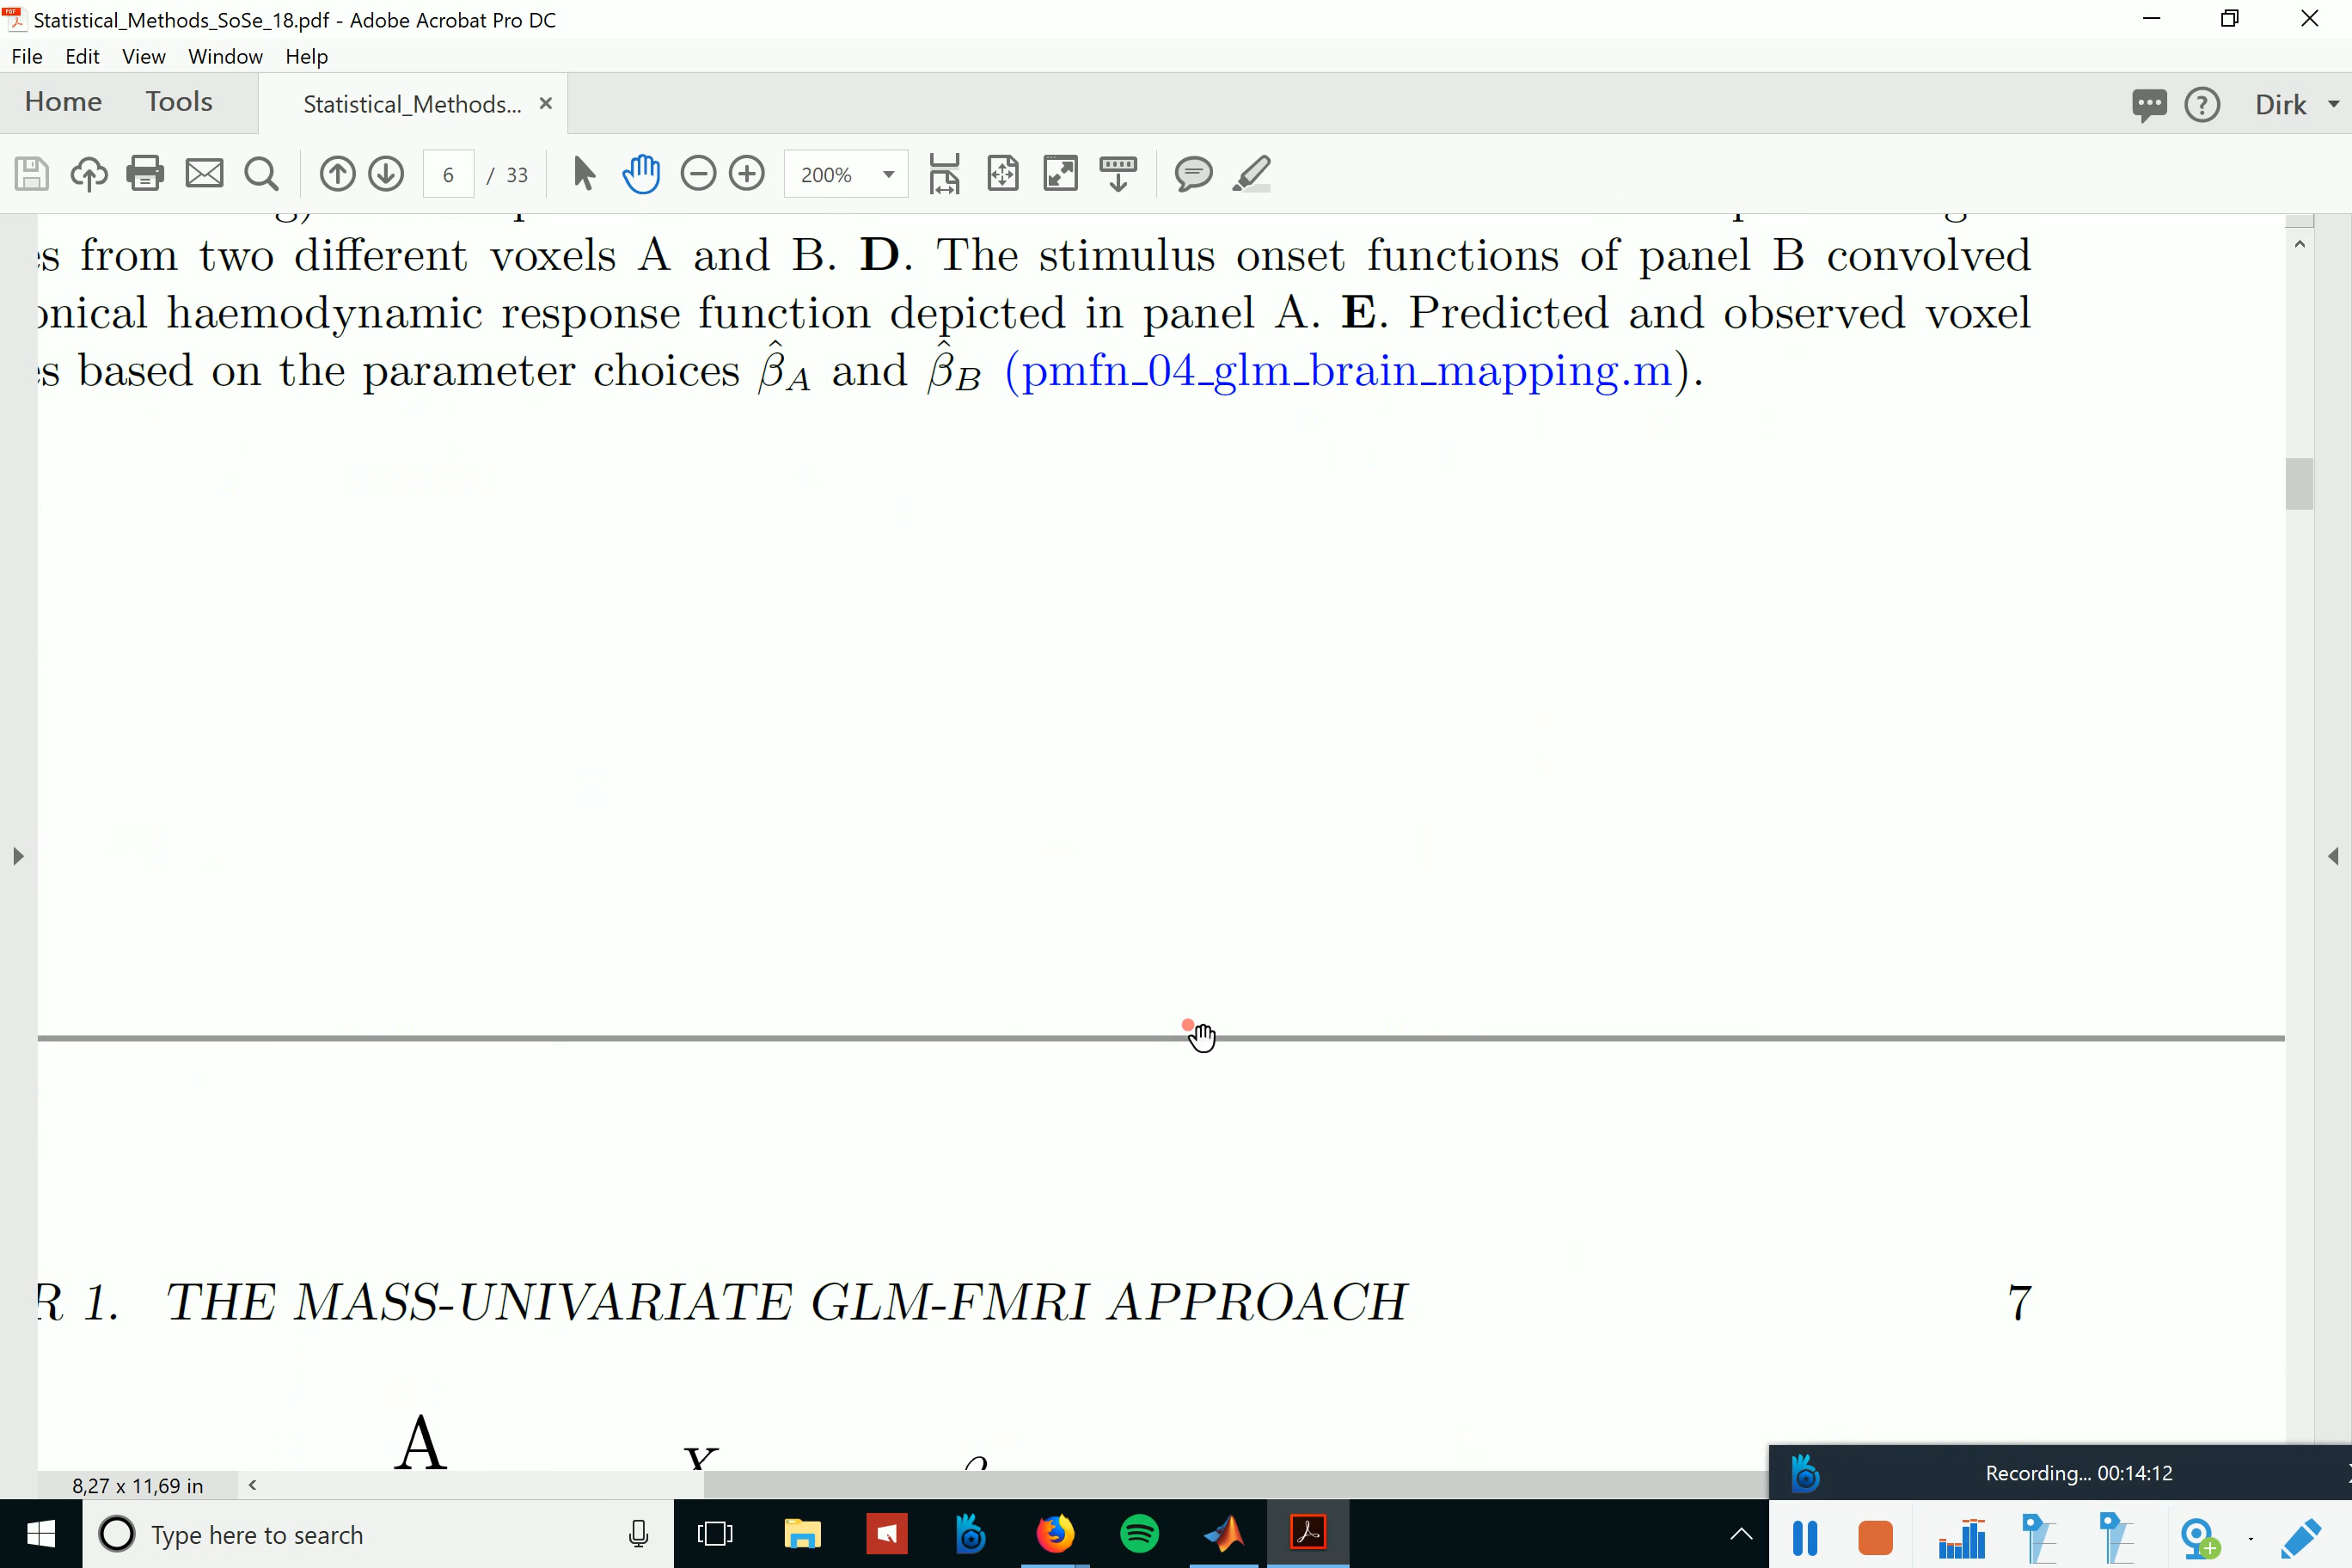 Statistical_Methods_SoSe_18.pdf - Adobe Acrobat Pro DC
File Edit View Window Help
Home Tools Statistical_Methods... × Dirk
6 / 33 200%
s from two different voxels A and B. D. The stimulus onset functions of panel B convolved
onical haemodynamic response function depicted in panel A. E. Predicted and observed voxel
s based on the parameter choices β̂A and β̂B (pmfn_04_glm_brain_mapping.m).
R 1. THE MASS-UNIVARIATE GLM-FMRI APPROACH 7
A X β
8,27 x 11,69 in
Recording... 00:14:12
Type here to search